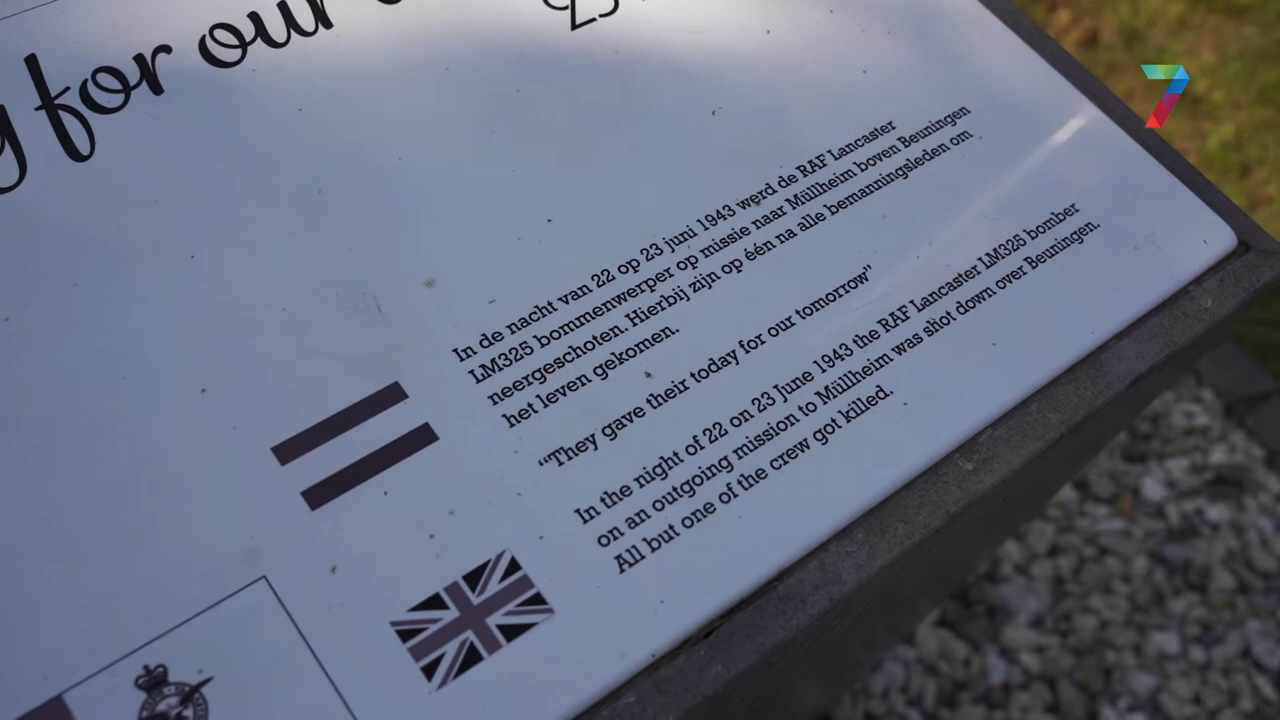 for our
In de nacht van 22 op 23 juni 1943 werd de RAF Lancaster
LM325 bommenwerper op missie naar Müllheim boven Beuningen
neergeschoten. Hierbij zijn op één na alle bemanningsleden om
het leven gekomen.
“They gave their today for our tomorrow”
In the night of 22 on 23 June 1943 the RAF Lancaster LM325 bomber
on an outgoing mission to Müllheim was shot down over Beuningen.
All but one of the crew got killed.
7